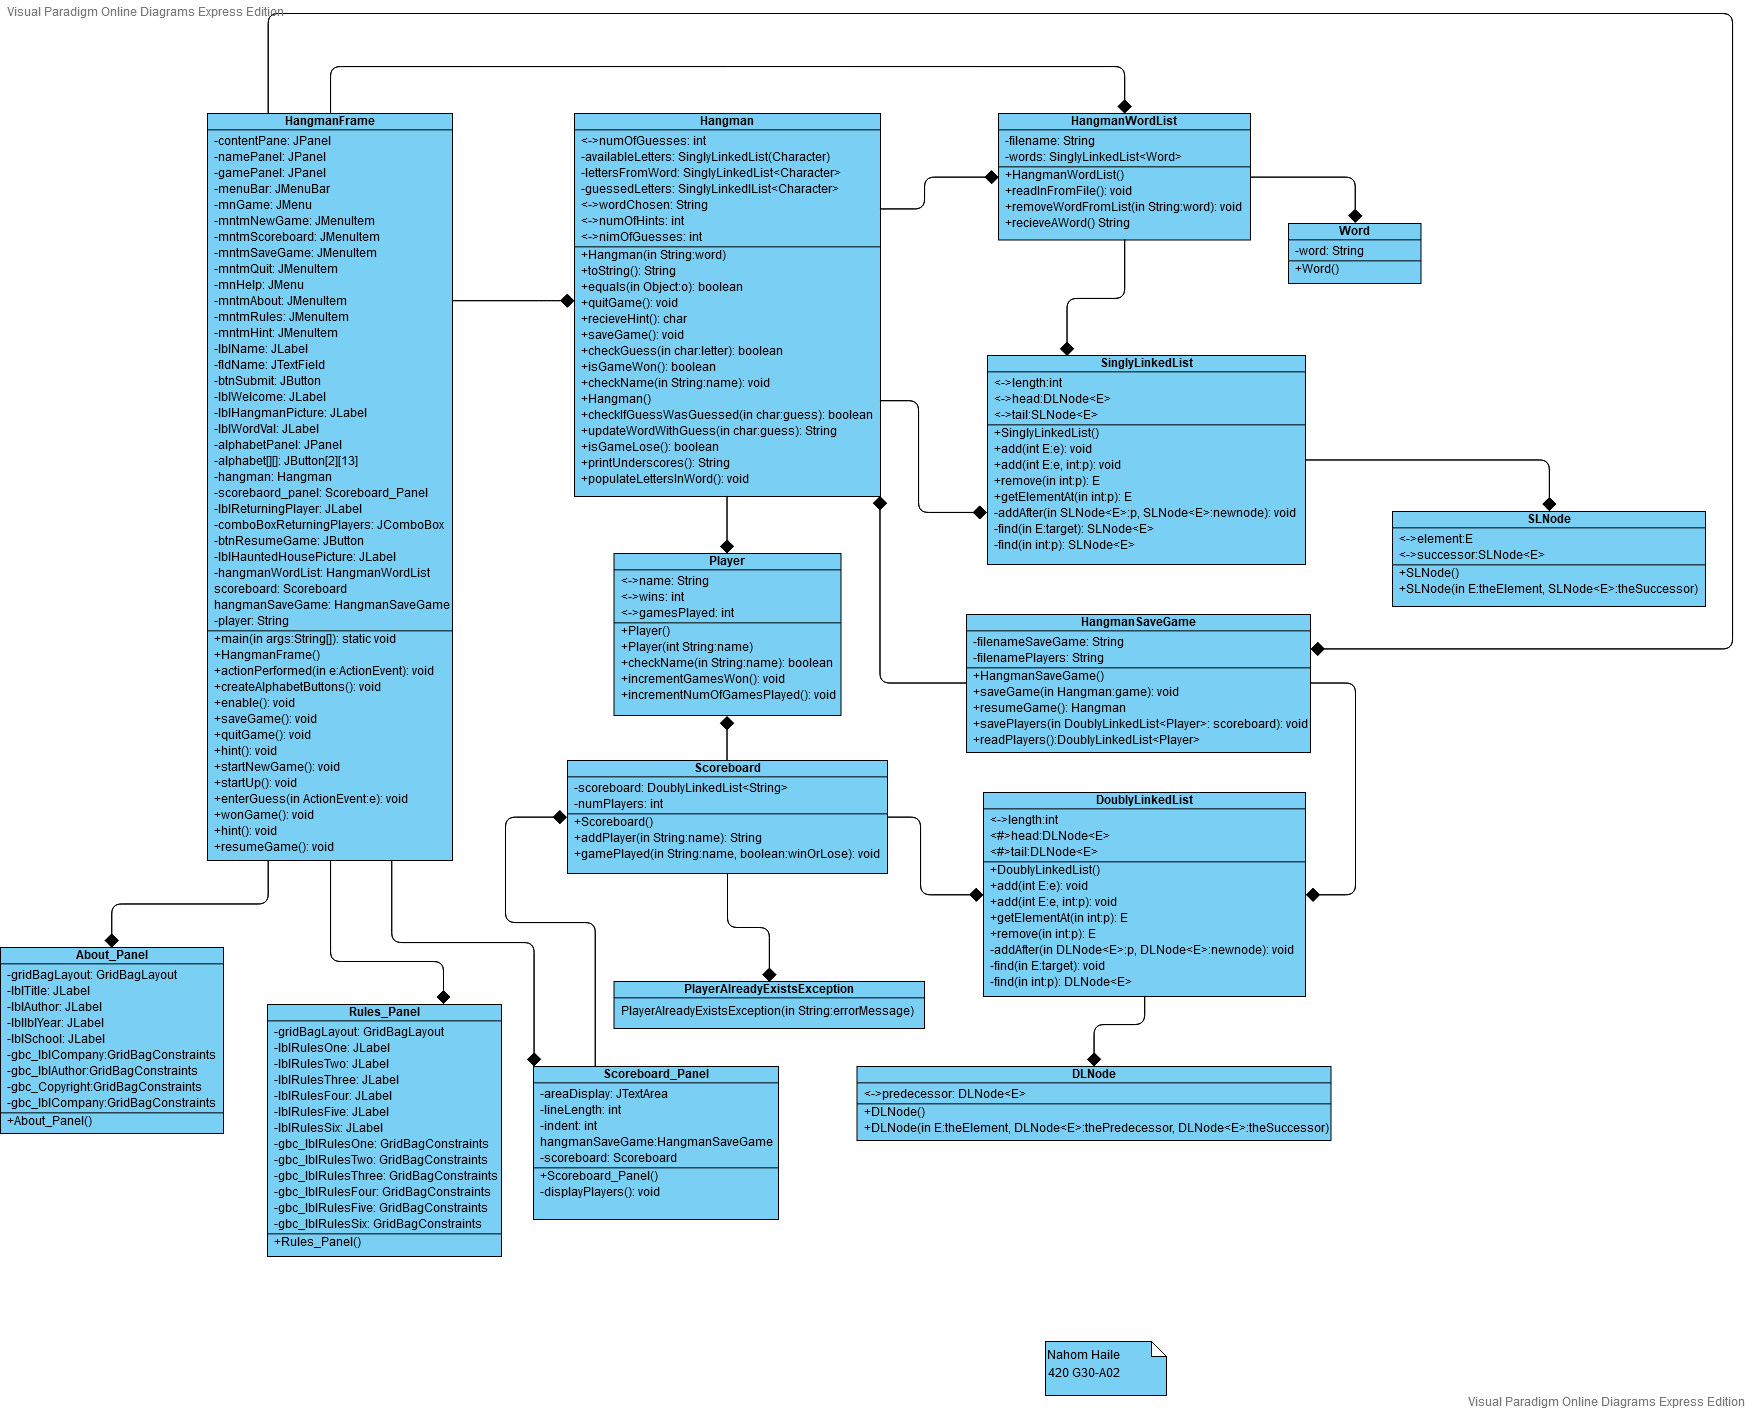 Visual Paradigm Online Diagrams Express Edition
HangmanFrame
-contentPane: JPanel
-namePanel: JPanel
-gamePanel: JPanel
-menuBar: JMenuBar
-mnGame: JMenu
-mntmNewGame: JMenuItem
-mntmScoreboard: JMenuItem
-mntmSaveGame: JMenuItem
-mntmQuit: JMenuItem
-mnHelp: JMenu
-mntmAbout: JMenuItem
-mntmRules: JMenuItem
-mntmHint: JMenuItem
-lblName: JLabel
-fldName: JTextField
-btnSubmit: JButton
-lblWelcome: JLabel
-lblHangmanPicture: JLabel
-lblWordVal: JLabel
-alphabetPanel: JPanel
-alphabet[][]: JButton[2][13]
-hangman: Hangman
-scorebaord_panel: Scoreboard_Panel
-lblReturningPlayer: JLabel
-comboBoxReturningPlayers: JComboBox
-btnResumeGame: JButton
-lblHauntedHousePicture: JLabel
-hangmanWordList: HangmanWordList
scoreboard: Scoreboard
hangmanSaveGame: HangmanSaveGame
-player: String
+main(in args:String[]): static void
+HangmanFrame()
+actionPerformed(in e:ActionEvent): void
+createAlphabetButtons(): void
+enable(): void
+saveGame(): void
+quitGame(): void
+hint(): void
+startNewGame(): void
+startUp(): void
+enterGuess(in ActionEvent:e): void
+wonGame(): void
+hint(): void
+resumeGame(): void
Hangman
<->numOfGuesses: int
-availableLetters: SinglyLinkedList(Character)
-lettersFromWord: SinglyLinkedList<Character>
-guessedLetters: SinglyLinkedlList<Character>
<->wordChosen: String
<->numOfHints: int
<->nimOfGuesses: int
+Hangman(in String:word)
+toString(): String
+equals(in Object:o): boolean
+quitGame(): void
+recieveHint(): char
+saveGame(): void
+checkGuess(in char:letter): boolean
+isGameWon(): boolean
+checkName(in String:name): void
+Hangman()
+checkIfGuessWasGuessed(in char:guess): boolean
+updateWordWithGuess(in char:guess): String
+isGameLose(): boolean
+printUnderscores(): String
+populateLettersInWord(): void
HangmanWordList
-filename: String
-words: SinglyLinkedList<Word>
+HangmanWordList()
+readInFromFile(): void
+removeWordFromList(in String:word): void
+recieveAWord() String
Word
-word: String
+Word()
SinglyLinkedList
<->length:int
<->head:DLNode<E>
<->tail:SLNode<E>
+SinglyLinkedList()
+add(int E:e): void
+add(int E:e, int:p): void
+remove(in int:p): E
+getElementAt(in int:p): E
-addAfter(in SLNode<E>:p, SLNode<E>:newnode): void
-find(in E:target): SLNode<E>
-find(in int:p): SLNode<E>
SLNode
<->element:E
<->successor:SLNode<E>
+SLNode()
+SLNode(in E:theElement, SLNode<E>:theSuccessor)
Player
<->name: String
<->wins: int
<->gamesPlayed: int
+Player()
+Player(int String:name)
+checkName(in String:name): boolean
+incrementGamesWon(): void
+incrementNumOfGamesPlayed(): void
HangmanSaveGame
-filenameSaveGame: String
-filenamePlayers: String
+HangmanSaveGame()
+saveGame(in Hangman:game): void
+resumeGame(): Hangman
+savePlayers(in DoublyLinkedList<Player>: scoreboard): void
+readPlayers():DoublyLinkedList<Player>
Scoreboard
-scoreboard: DoublyLinkedList<String>
-numPlayers: int
+Scoreboard()
+addPlayer(in String:name): String
+gamePlayed(in String:name, boolean:winOrLose): void
DoublyLinkedList
<->length:int
<#>head:DLNode<E>
<#>tail:DLNode<E>
+DoublyLinkedList()
+add(int E:e): void
+add(int E:e, int:p): void
+getElementAt(in int:p): E
+remove(in int:p): E
-addAfter(in DLNode<E>:p, DLNode<E>:newnode): void
-find(in E:target): void
-find(in int:p): DLNode<E>
About_Panel
-gridBagLayout: GridBagLayout
-lblTitle: JLabel
-lblAuthor: JLabel
-lbllblYear: JLabel
-lblSchool: JLabel
-gbc_lblCompany:GridBagConstraints
-gbc_lblAuthor:GridBagConstraints
-gbc_Copyright:GridBagConstraints
-gbc_lblCompany:GridBagConstraints
+About_Panel()
Rules_Panel
-gridBagLayout: GridBagLayout
-lblRulesOne: JLabel
-lblRulesTwo: JLabel
-lblRulesThree: JLabel
-lblRulesFour: JLabel
-lblRulesFive: JLabel
-lblRulesSix: JLabel
-gbc_lblRulesOne: GridBagConstraints
-gbc_lblRulesTwo: GridBagConstraints
-gbc_lblRulesThree: GridBagConstraints
-gbc_lblRulesFour: GridBagConstraints
-gbc_lblRulesFive: GridBagConstraints
-gbc_lblRulesSix: GridBagConstraints
+Rules_Panel()
PlayerAlreadyExistsException
PlayerAlreadyExistsException(in String:errorMessage)
Scoreboard_Panel
-areaDisplay: JTextArea
-lineLength: int
-indent: int
hangmanSaveGame:HangmanSaveGame
-scoreboard: Scoreboard
+Scoreboard_Panel()
-displayPlayers(): void
DLNode
<->predecessor: DLNode<E>
+DLNode()
+DLNode(in E:theElement, DLNode<E>:thePredecessor, DLNode<E>:theSuccessor)
Nahom Haile
420 G30-A02
Visual Paradigm Online Diagrams Express Edition